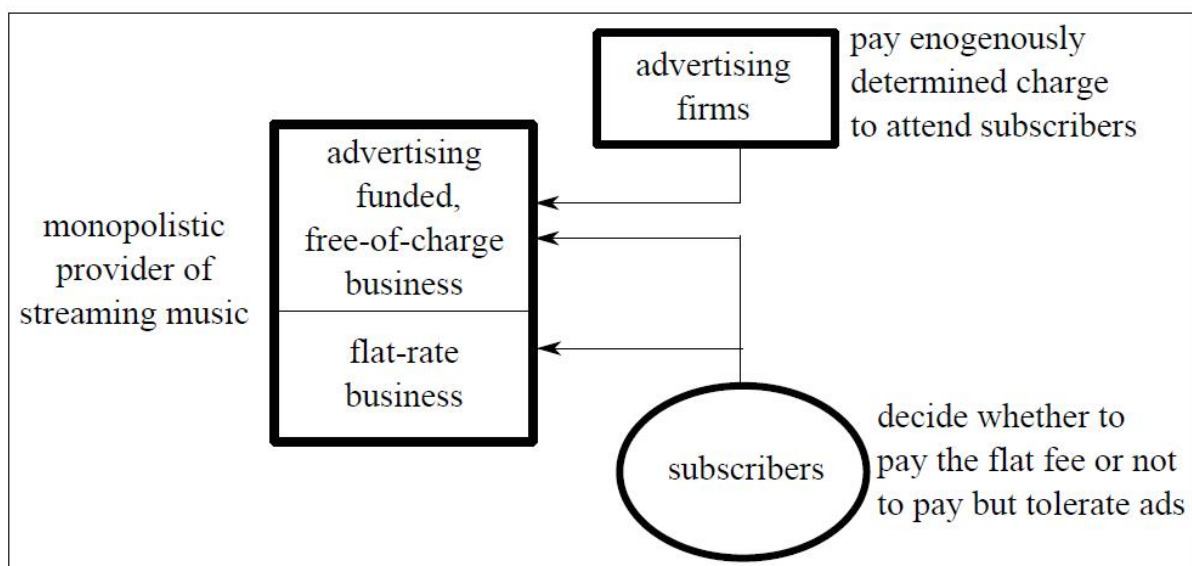 advertising
firms
pay enogenously
determined charge
to attend subscribers
monopolistic
provider of
streaming music
advertising
funded,
free-of-charge
business
flat-rate
business
subscribers
decide whether to
pay the flat fee or not
to pay but tolerate ads